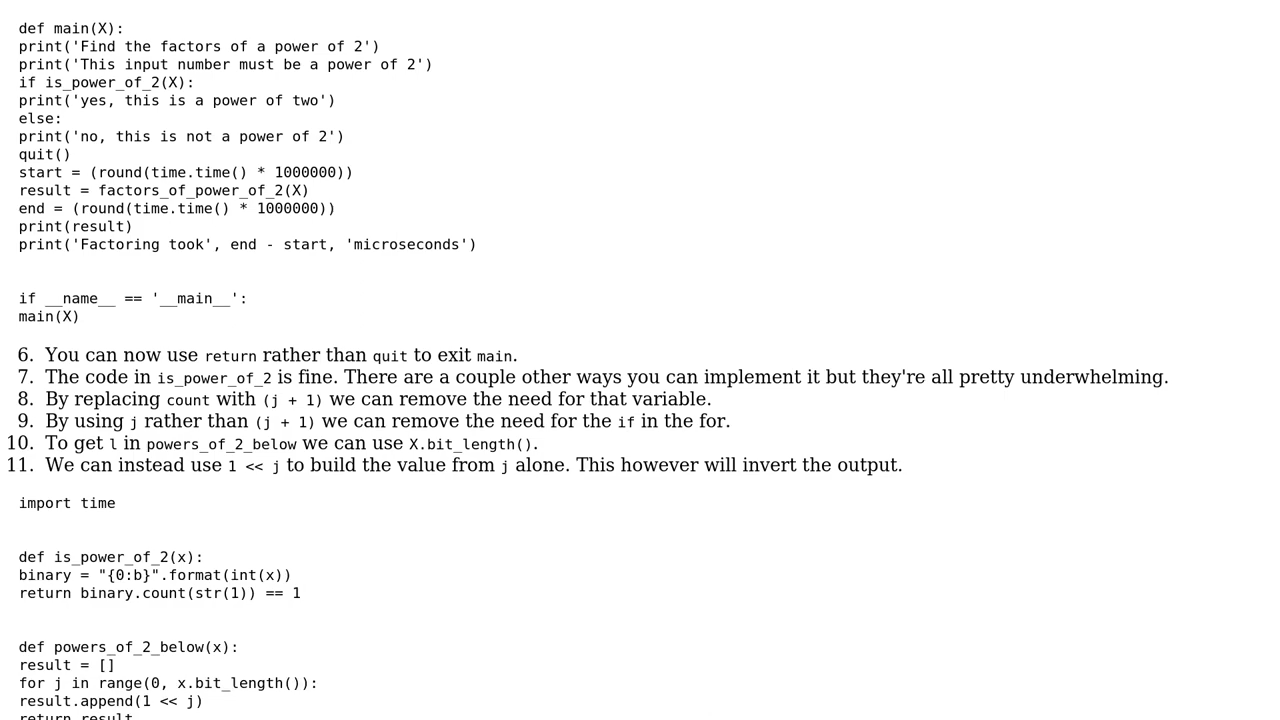 def main(X):
print('Find the factors of a power of 2')
print('This input number must be a power of 2')
if is_power_of_2(X):
print('yes, this is a power of two')
else:
print('no, this is not a power of 2')
quit()
start = (round(time.time() * 1000000))
result = factors_of_power_of_2(X)
end = (round(time.time() * 1000000))
print(result)
print('Factoring took', end - start, 'microseconds')
if __name__ == '__main__':
main(X)
6. You can now use return rather than quit to exit main.
7. The code in is_power_of_2 is fine. There are a couple other ways you can implement it but they're all pretty underwhelming.
8. By replacing count with (j + 1) we can remove the need for that variable.
9. By using j rather than (j + 1) we can remove the need for the if in the for.
10. To get l in powers_of_2_below we can use X.bit_length().
11. We can instead use 1 << j to build the value from j alone. This however will invert the output.
import time
def is_power_of_2(x):
binary = "{0:b}".format(int(x))
return binary.count(str(1)) == 1
def powers_of_2_below(x):
result = []
for j in range(0, x.bit_length()):
result.append(1 << j)
return result